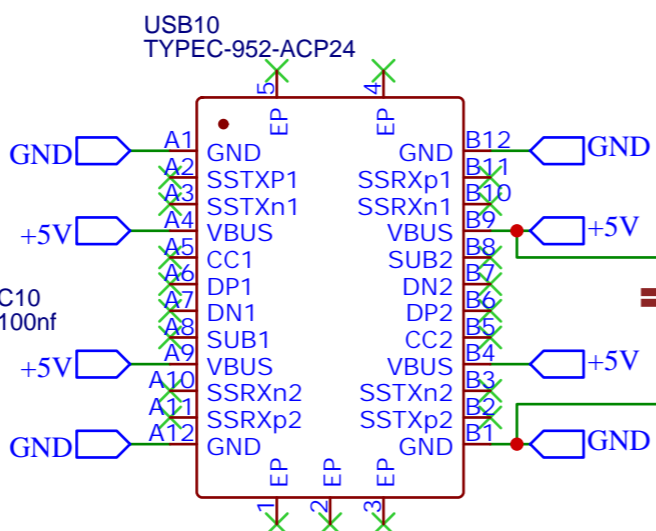 USB10
TYPEC-952-ACP24
5 4
EP EP
GND A1 GND GND B12 GND
A2 SSTXP1 SSRXp1 B11
A3 SSTXn1 SSRXn1 B10
+5V A4 VBUS VBUS B9 +5V
A5 CC1 SUB2 B8
A6 DP1 DN2 B7
C10
A7 DN1 DP2 B6
100nf
A8 SUB1 CC2 B5
+5V A9 VBUS VBUS B4 +5V
A10 SSRXn2 SSTXn2 B3
A11 SSRXp2 SSTXp2 B2
GND A12 GND GND B1 GND
EP EP EP
1 2 3